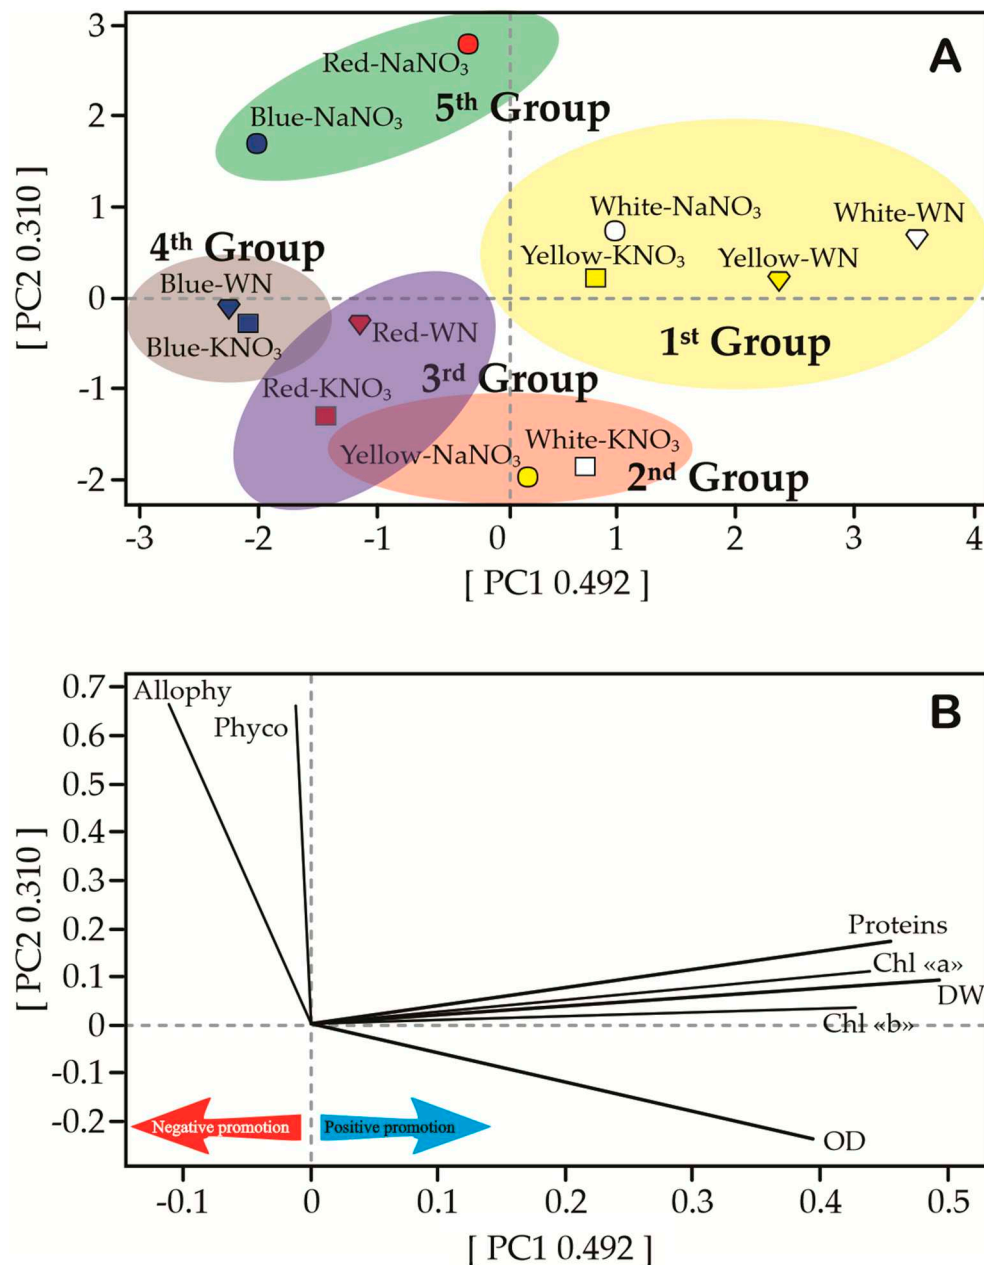 A
3
2
1
0
-1
-2
[ PC2 0.310]
Red-NaNO₃
5ᵗʰ Group
Blue-NaNO₃
White-NaNO₃
White-WN
4ᵗʰ Group
Yellow-KNO₃
Yellow-WN
Blue-WN
Blue-KNO₃
Red-WN
1ˢᵗ Group
3ʳᵈ Group
Red-KNO₃
Yellow-NaNO₃
White-KNO₃
2ⁿᵈ Group
-3 -2 -1 0 1 2 3 4
[ PC1 0.492]
B
0.7
0.6
0.5
0.4
0.3
0.2
0.1
0
-0.1
-0.2
[PC2 0.310]
Allophy
Phyco
Proteins
Chl «a»
DW
Chl «b»
Negative promotion
Positive promotion
OD
-0.1 0 0.1 0.2 0.3 0.4 0.5
[ PC1 0.492]